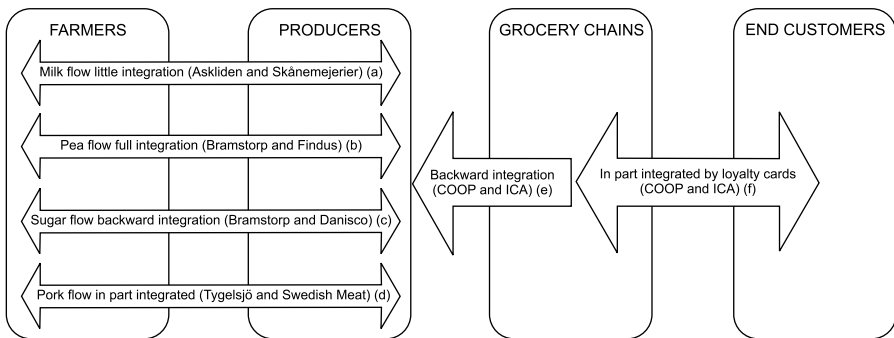 FARMERS
PRODUCERS
GROCERY CHAINS
END CUSTOMERS
Milk flow little integration (Askliden and Skånemejerier) (a)
Pea flow full integration (Bramstorp and Findus) (b)
Sugar flow backward integration (Bramstorp and Danisco) (c)
Pork flow in part integrated (Tygelsjö and Swedish Meat) (d)
Backward integration
(COOP and ICA) (e)
In part integrated by loyalty cards
(COOP and ICA) (f)